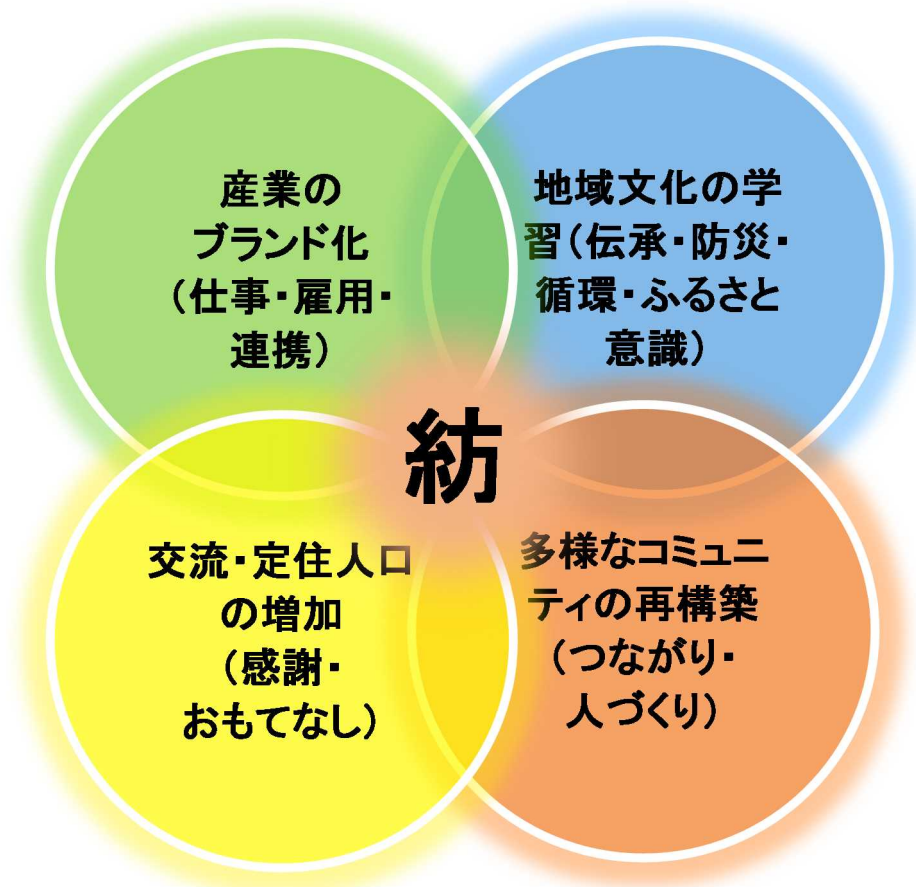 産業の
ブランド化
（仕事・雇用・
連携）
地域文化の学
習（伝承・防災・
循環・ふるさと
意識）
紡
交流・定住人口
の増加
（感謝・
おもてなし）
多様なコミュニ
ティの再構築
（つながり・
人づくり）